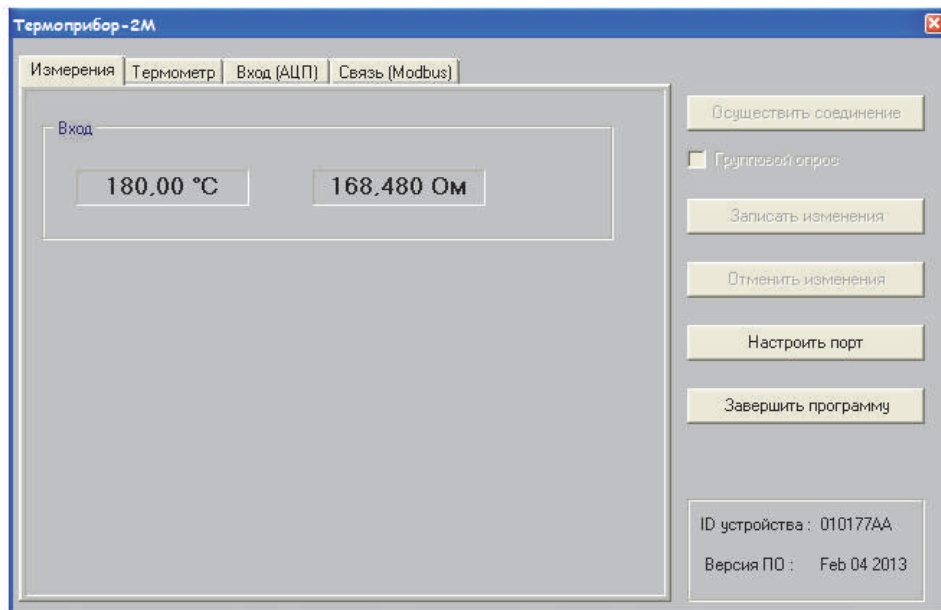 Термоприбор-2М
Измерения Термометр Вход (АЦП) Связь (Modbus)
Вход
180,00 °C 168,480 Ом
Осуществить соединение
Групповой опрос
Записать изменения
Отменить изменения
Настроить порт
Завершить программу
ID устройства : 010177AA
Версия ПО : Feb 04 2013